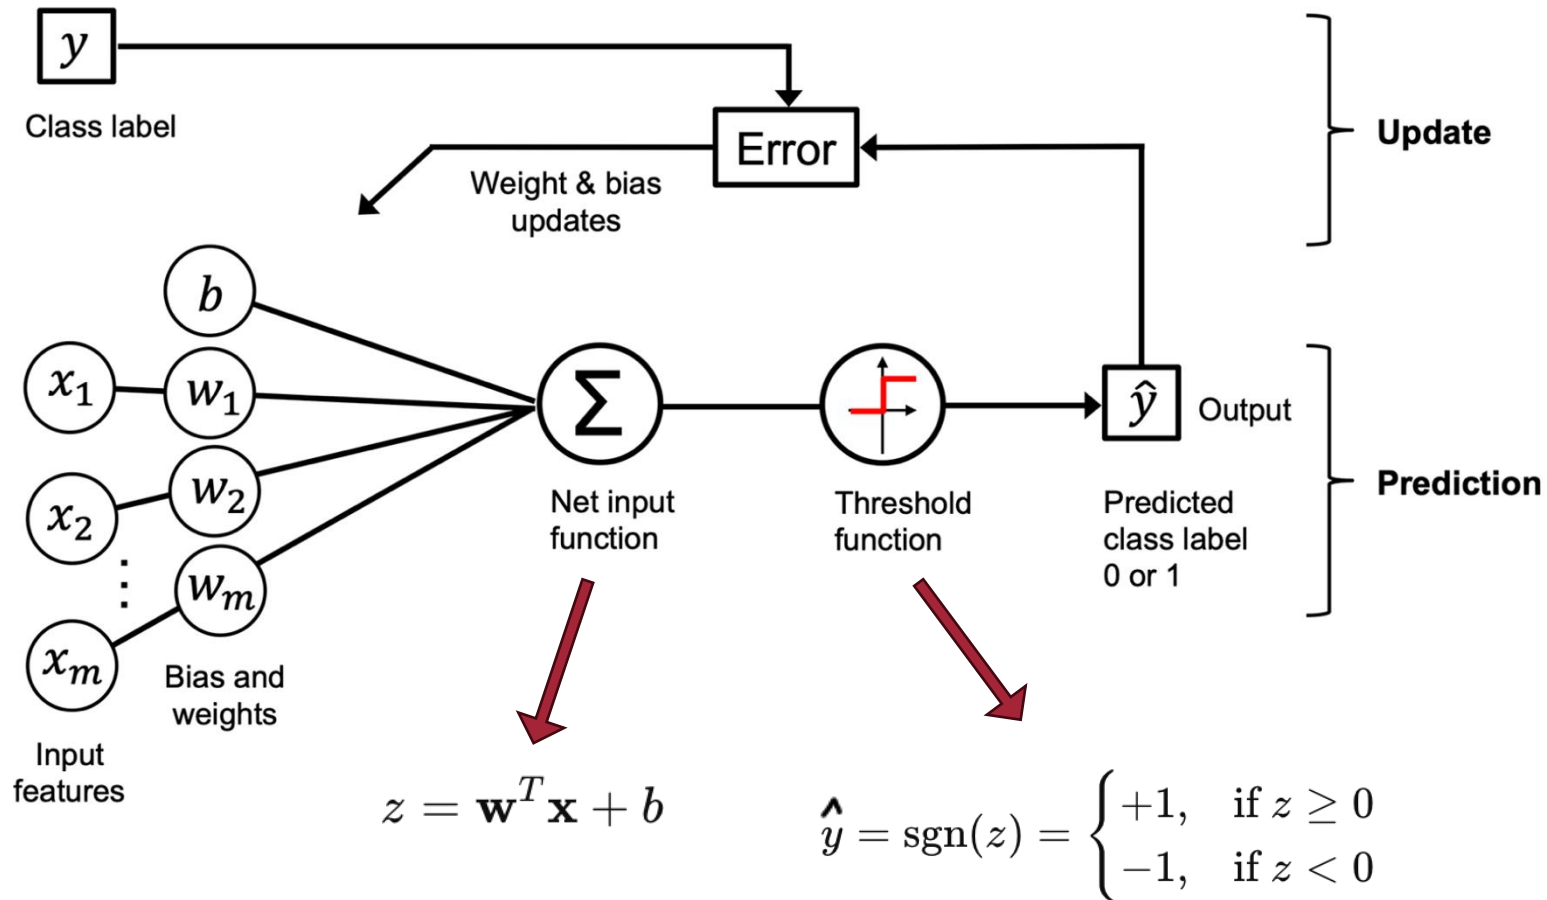 y
Class label
Error
Update
Weight & bias
updates
b
x₁
w₁
x₂
w₂
⋮
xₘ
wₘ
Σ
ŷ
Output
Prediction
Net input
function
Threshold
function
Predicted
class label
0 or 1
Bias and
weights
Input
features
z = wᵀx + b
ŷ = sgn(z) = { +1, if z ≥ 0
−1, if z < 0